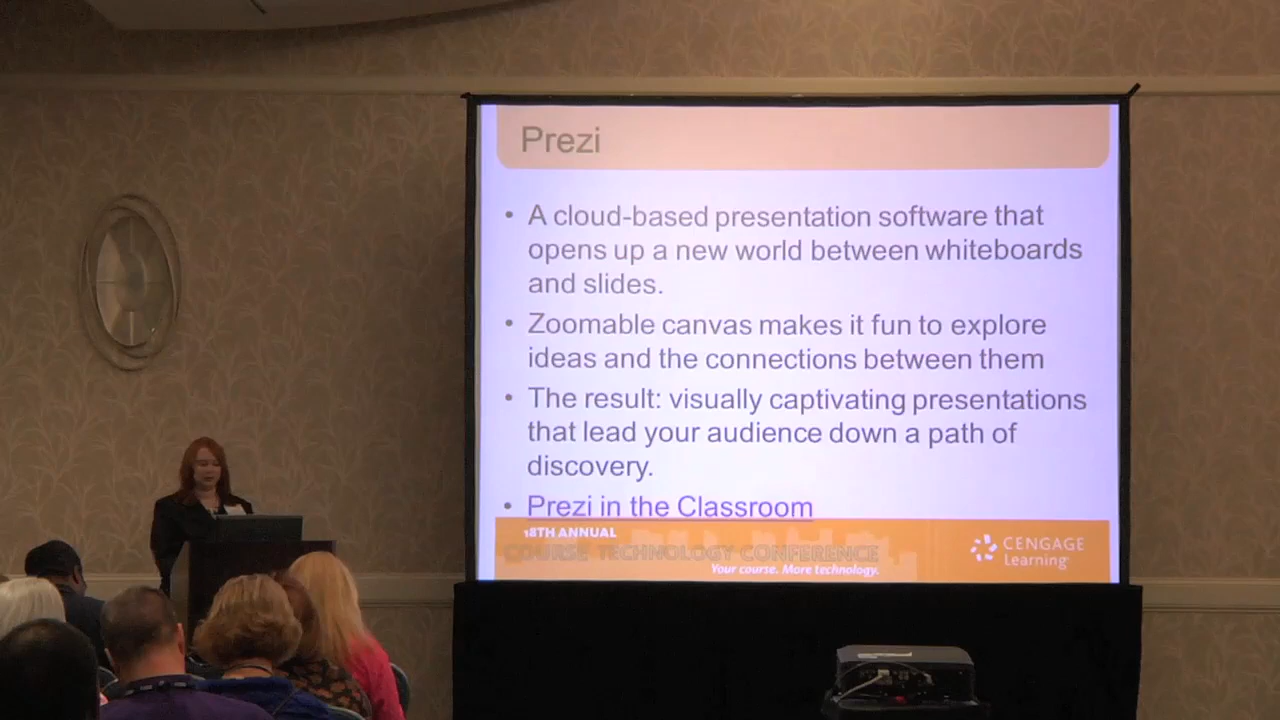 Prezi
• A cloud-based presentation software that
opens up a new world between whiteboards
and slides.
• Zoomable canvas makes it fun to explore
ideas and the connections between them
• The result: visually captivating presentations
that lead your audience down a path of
discovery.
• Prezi in the Classroom
18TH ANNUAL
COURSE TECHNOLOGY CONFERENCE
Your course. More technology.
CENGAGE
Learning